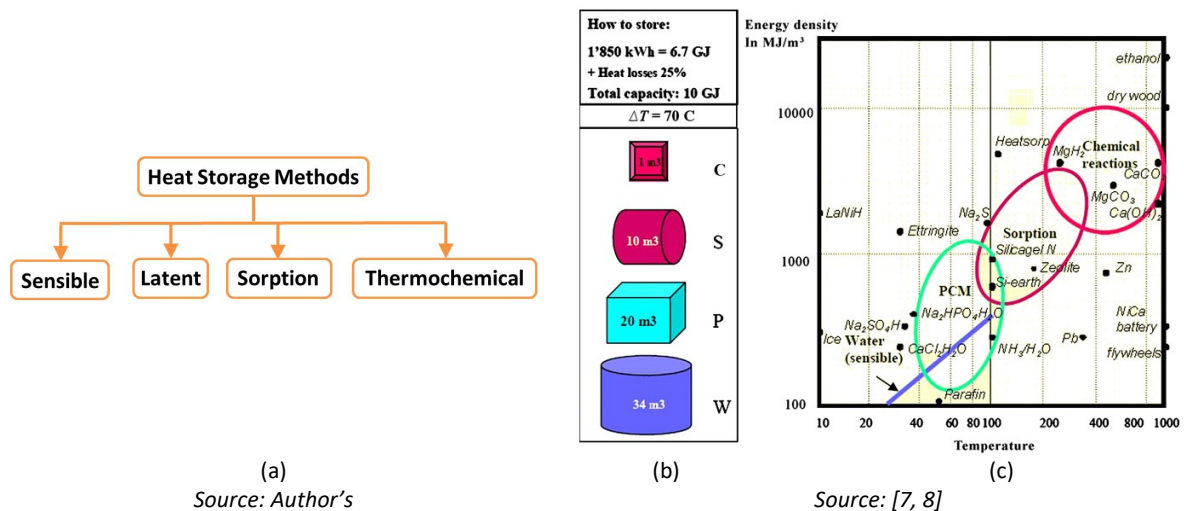 Heat Storage Methods
Sensible
Latent
Sorption
Thermochemical
(a)
Source: Author's
How to store:
1'850 kWh = 6.7 GJ
+ Heat losses 25%
Total capacity: 10 GJ
ΔT = 70 C
1 m3
C
10 m3
S
20 m3
P
34 m3
W
(b)
Energy density
In MJ/m³
10000
1000
100
ethanol
dry wood
Heatsorp
MgH₂
Chemical
reactions
CaCO
MgCO₃
Ca(OH)₂
LaNiH
Na₂S
Ettringite
Sorption
Silicagel N
Zeolite
Zn
Si-earth
PCM
Na₂HPO₄H₂O
Na₂SO₄H
NiCa
battery
Ice
Water
(sensible)
CaCl₂H₂O
NH₃/H₂O
Pb
flywheels
Parafin
10 20 40 60 80 100 200 400 800 1000
Temperature
(c)
Source: [7, 8]